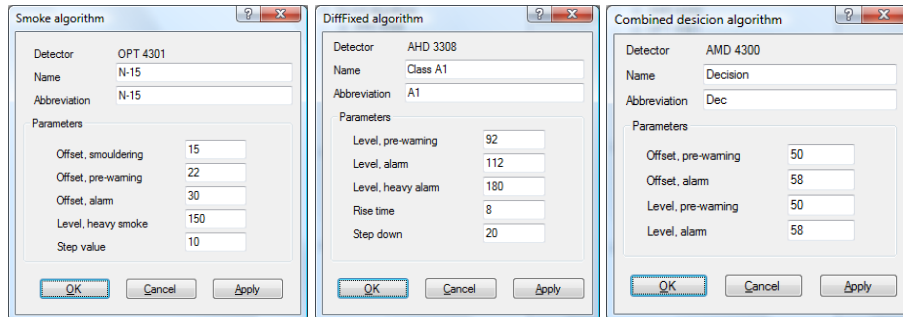 Smoke algorithm
?
X
Detector OPT 4301
Name N-15
Abbreviation N-15
Parameters
Offset, smouldering 15
Offset, pre-warning 22
Offset, alarm 30
Level, heavy smoke 150
Step value 10
OK Cancel Apply
DiffFixed algorithm
?
X
Detector AHD 3308
Name Class A1
Abbreviation A1
Parameters
Level, pre-warning 92
Level, alarm 112
Level, heavy alarm 180
Rise time 8
Step down 20
OK Cancel Apply
Combined desicion algorithm
?
X
Detector AMD 4300
Name Decision
Abbreviation Dec
Parameters
Offset, pre-warning 50
Offset, alarm 58
Level, pre-warning 50
Level, alarm 58
OK Cancel Apply